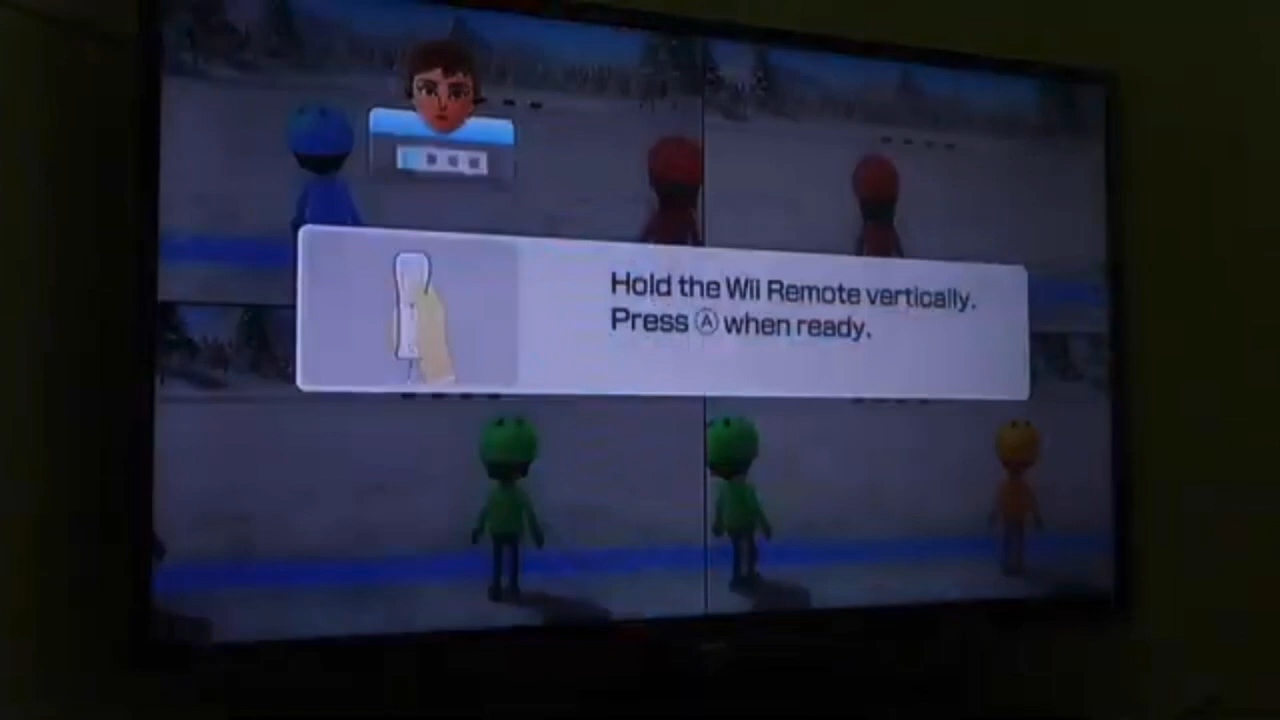 Hold the Wii Remote vertically.
Press Ⓐ when ready.